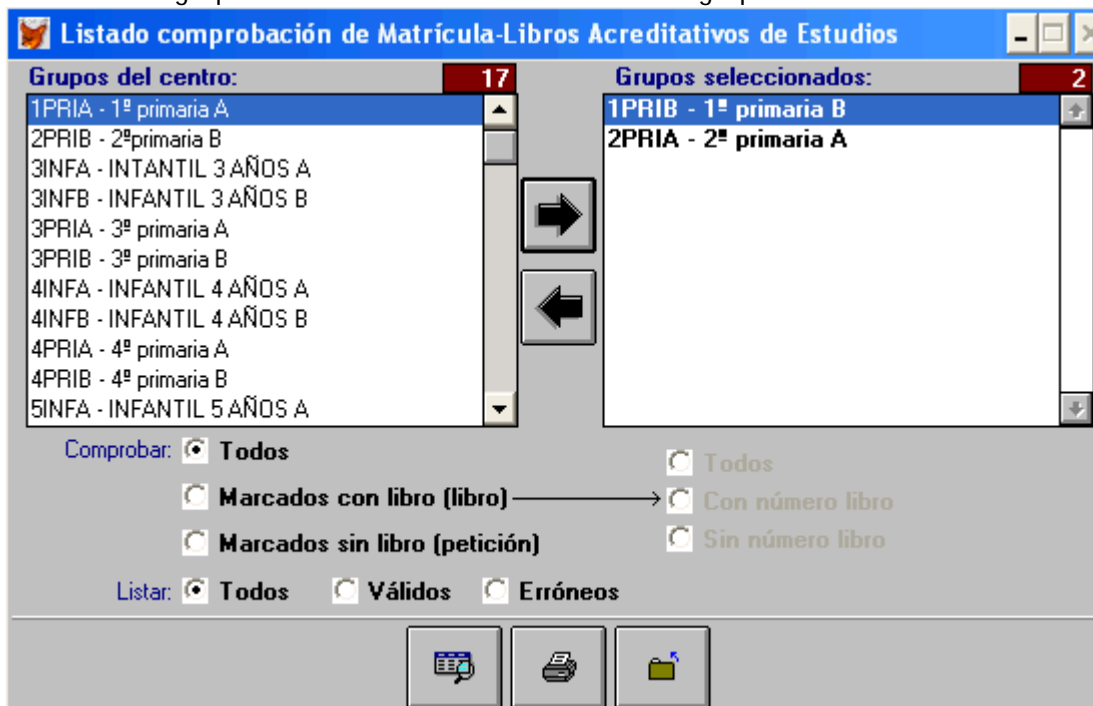 Listado comprobación de Matrícula-Libros Acreditativos de Estudios
Grupos del centro: 17
1PRIA - 1º primaria A
2PRIB - 2ºprimaria B
3INFA - INTANTIL 3 AÑOS A
3INFB - INFANTIL 3 AÑOS B
3PRIA - 3º primaria A
3PRIB - 3º primaria B
4INFA - INFANTIL 4 AÑOS A
4INFB - INFANTIL 4 AÑOS B
4PRIA - 4º primaria A
4PRIB - 4º primaria B
5INFA - INFANTIL 5 AÑOS A
Grupos seleccionados: 2
1PRIB - 1º primaria B
2PRIA - 2º primaria A
Comprobar: Todos
Marcados con libro (libro)
Marcados sin libro (petición)
Todos
Con número libro
Sin número libro
Listar: Todos Válidos Erróneos